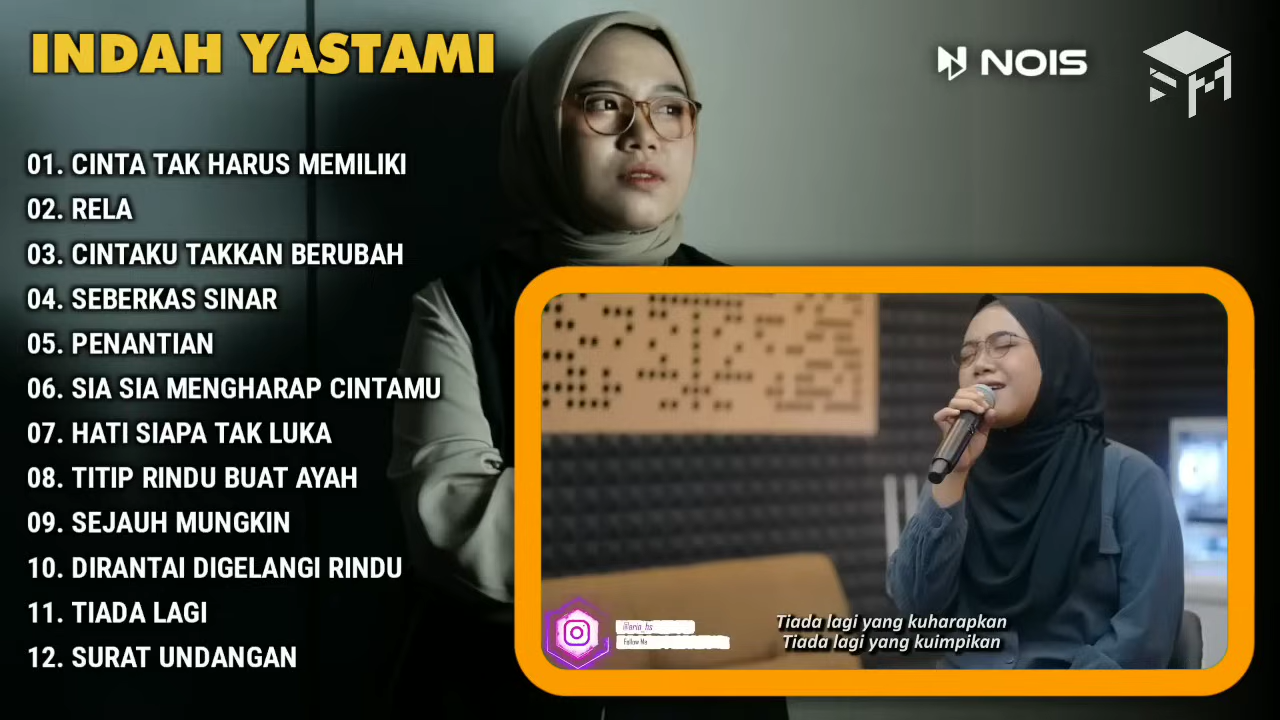 INDAH YASTAMI
NOIS
SM
01. CINTA TAK HARUS MEMILIKI
02. RELA
03. CINTAKU TAKKAN BERUBAH
04. SEBERKAS SINAR
05. PENANTIAN
06. SIA SIA MENGHARAP CINTAMU
07. HATI SIAPA TAK LUKA
08. TITIP RINDU BUAT AYAH
09. SEJAUH MUNGKIN
10. DIRANTAI DIGELANGI RINDU
11. TIADA LAGI
12. SURAT UNDANGAN
Follow Me
Tiada lagi yang kuharapkan
Tiada lagi yang kuimpikan